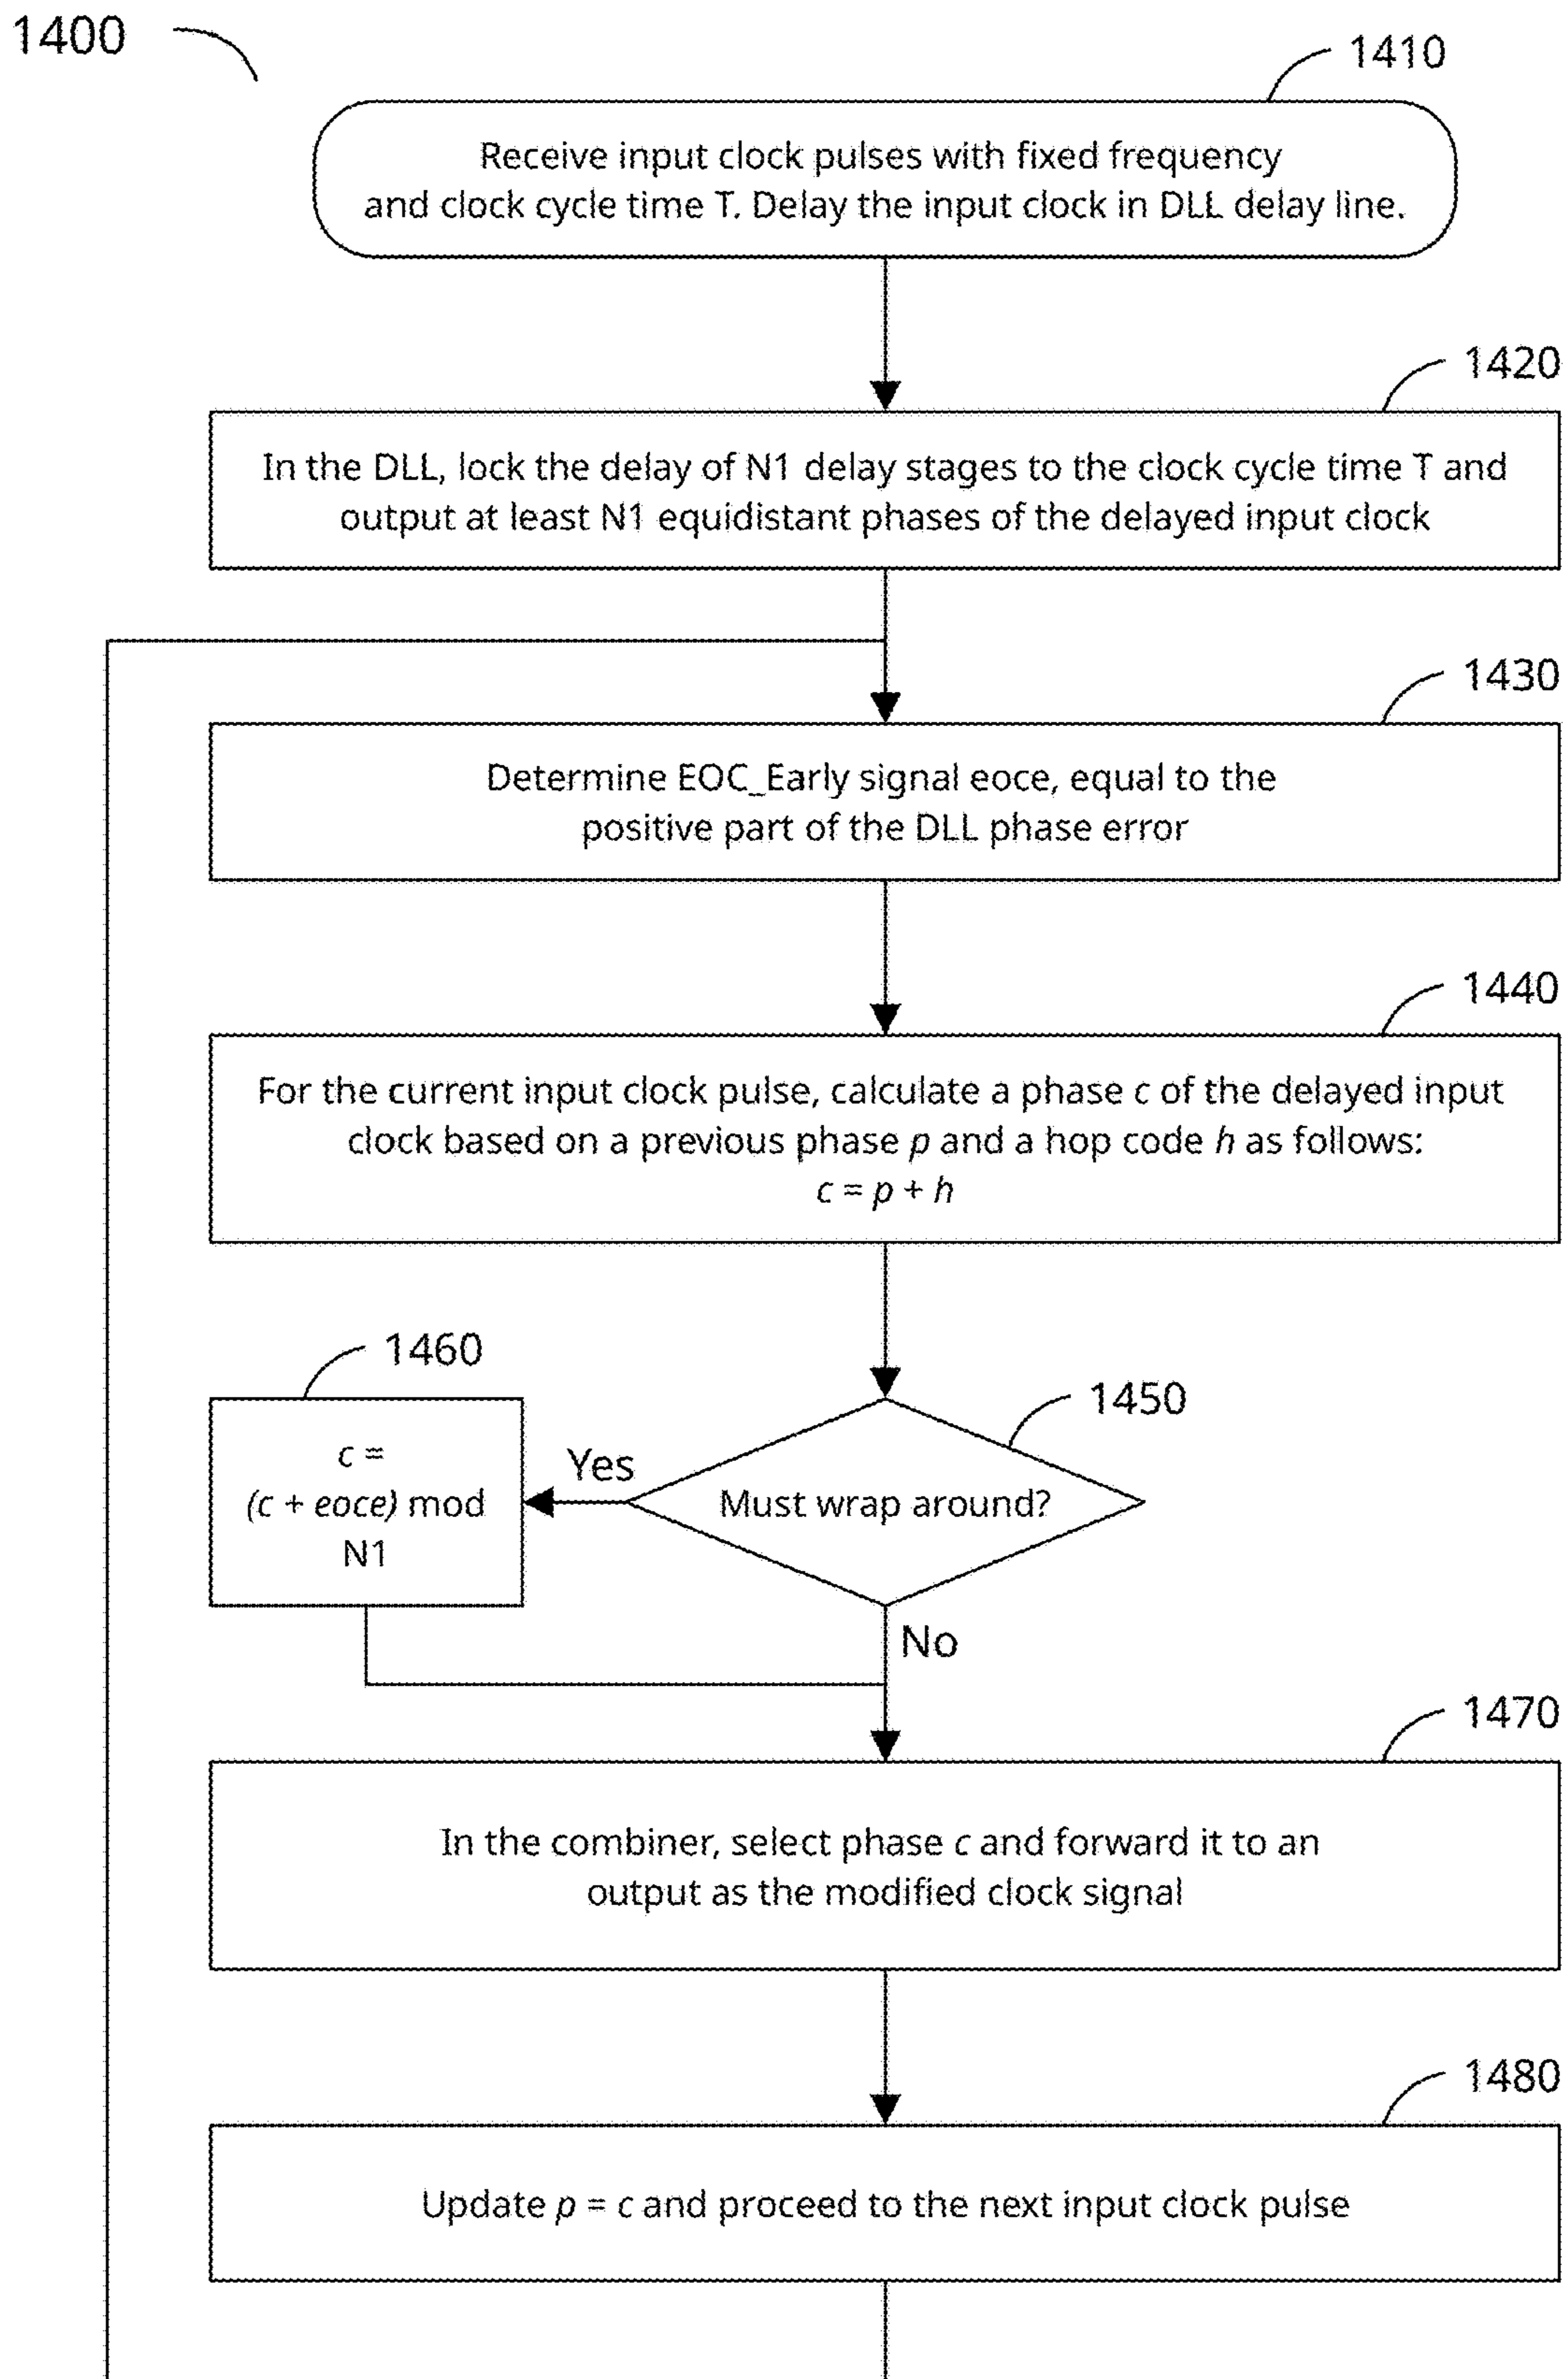 1400
1410
Receive input clock pulses with fixed frequency
and clock cycle time T. Delay the input clock in DLL delay line.
1420
In the DLL, lock the delay of N1 delay stages to the clock cycle time T and
output at least N1 equidistant phases of the delayed input clock
1430
Determine EOC_Early signal eoce, equal to the
positive part of the DLL phase error
1440
For the current input clock pulse, calculate a phase c of the delayed input
clock based on a previous phase p and a hop code h as follows:
c = p + h
1460
1450
c =
(c + eoce) mod
N1
Yes
Must wrap around?
No
1470
In the combiner, select phase c and forward it to an
output as the modified clock signal
1480
Update p = c and proceed to the next input clock pulse